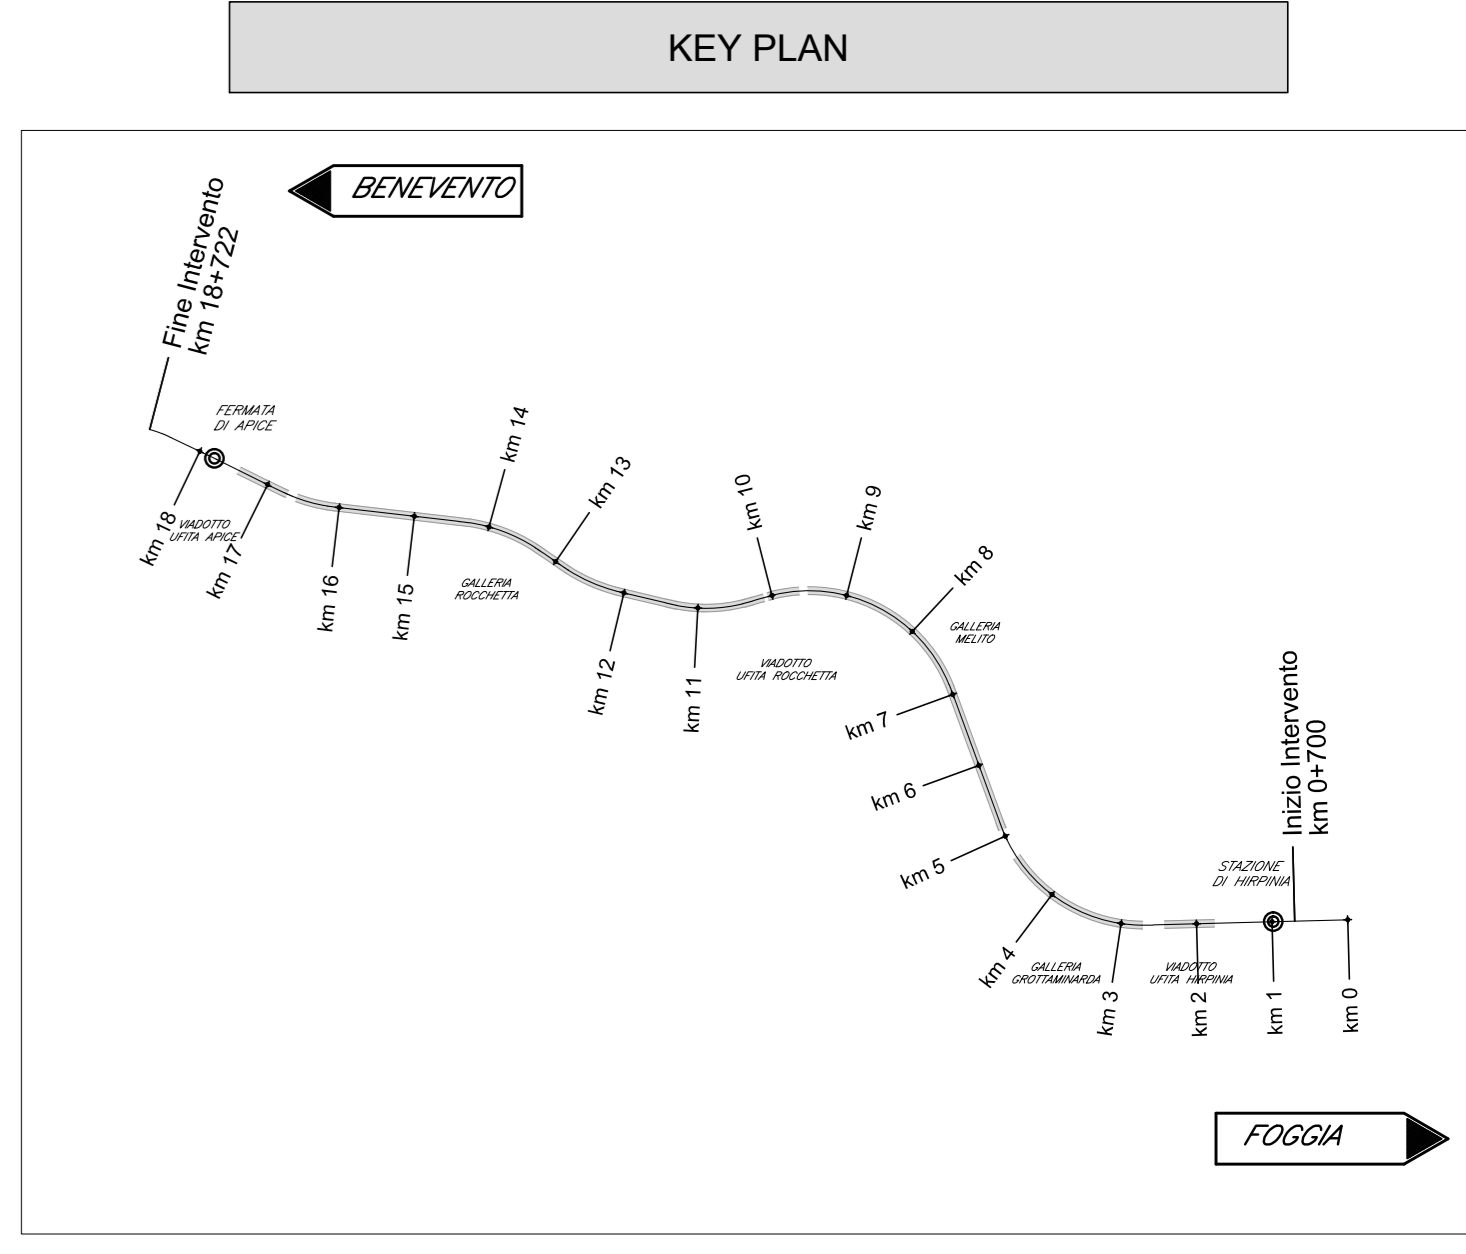 KEY PLAN
BENEVENTO
Fine Intervento
km 18+722
FERMATA
DI APICE
km 18
VIADOTTO
UFITA APICE
km 17
km 16
km 15
GALLERIA
ROCCHETTA
km 14
km 13
km 12
km 11
km 10
VIADOTTO
UFITA ROCCHETTA
km 9
km 8
GALLERIA
MELITO
km 7
km 6
km 5
km 4
GALLERIA
GROTTAMINARDA
km 3
VIADOTTO
UFITA HIRPINIA
km 2
STAZIONE
DI HIRPINIA
Inizio Intervento
km 0+700
km 1
km 0
FOGGIA